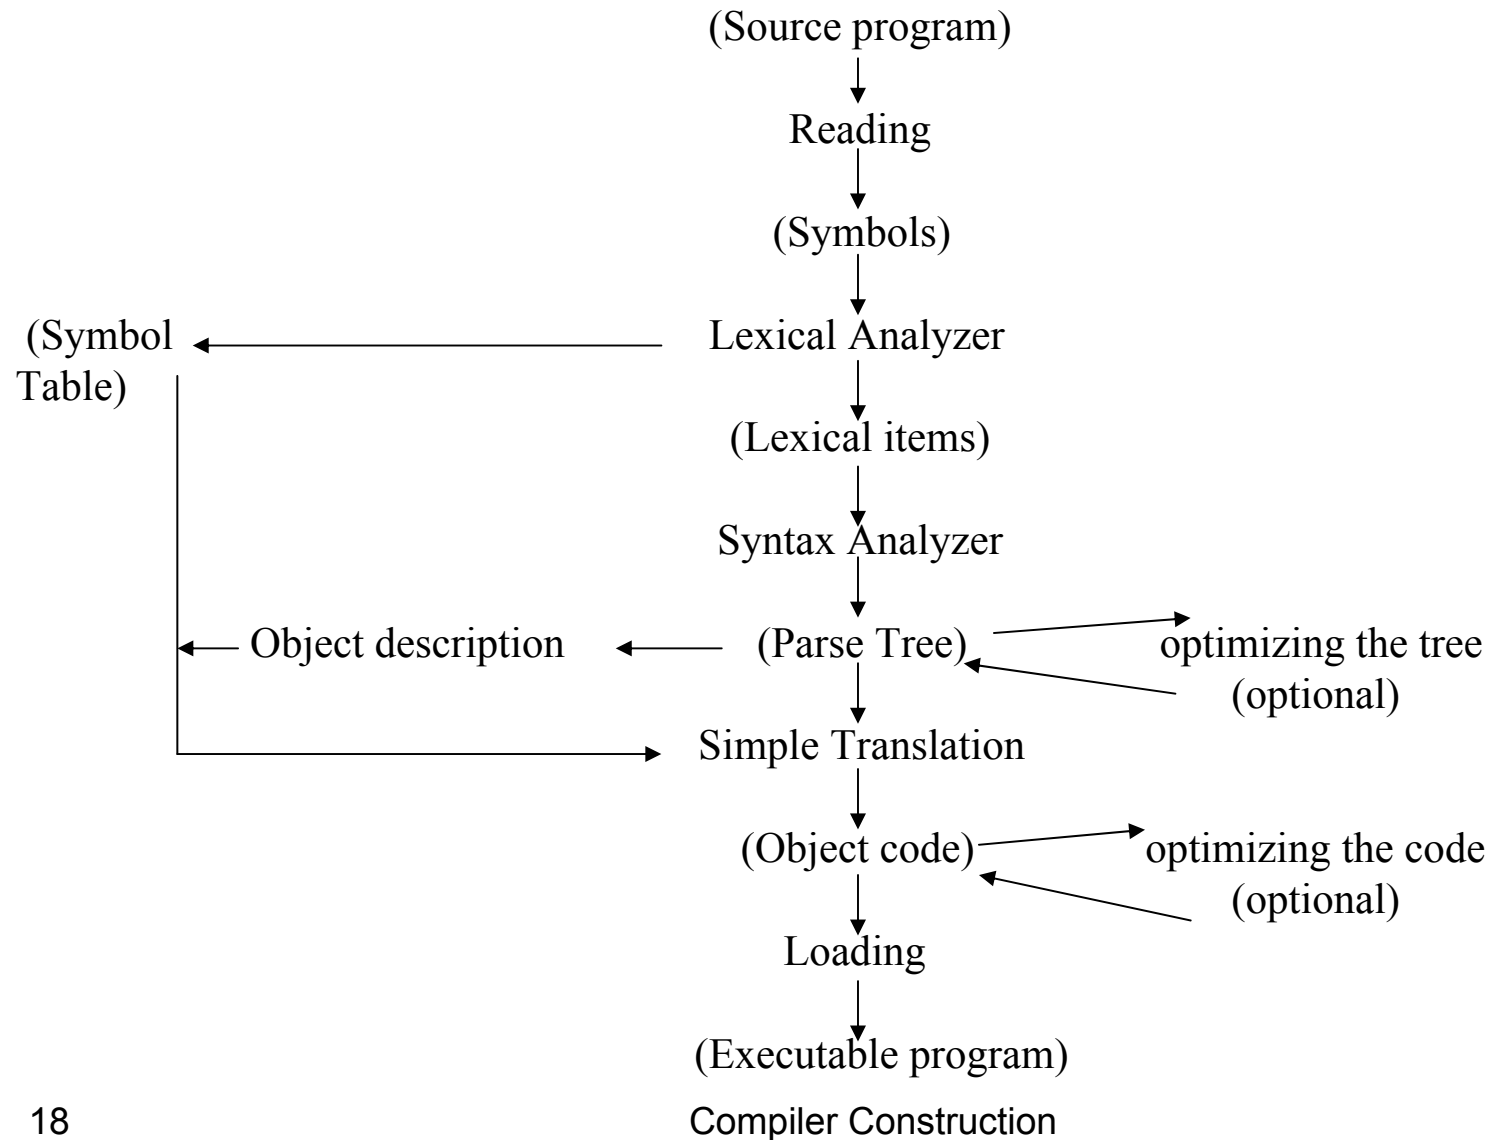 (Source program)
Reading
(Symbols)
(Symbol
Table)
Lexical Analyzer
(Lexical items)
Syntax Analyzer
Object description
(Parse Tree)
optimizing the tree
(optional)
Simple Translation
(Object code)
optimizing the code
(optional)
Loading
(Executable program)
18
Compiler Construction